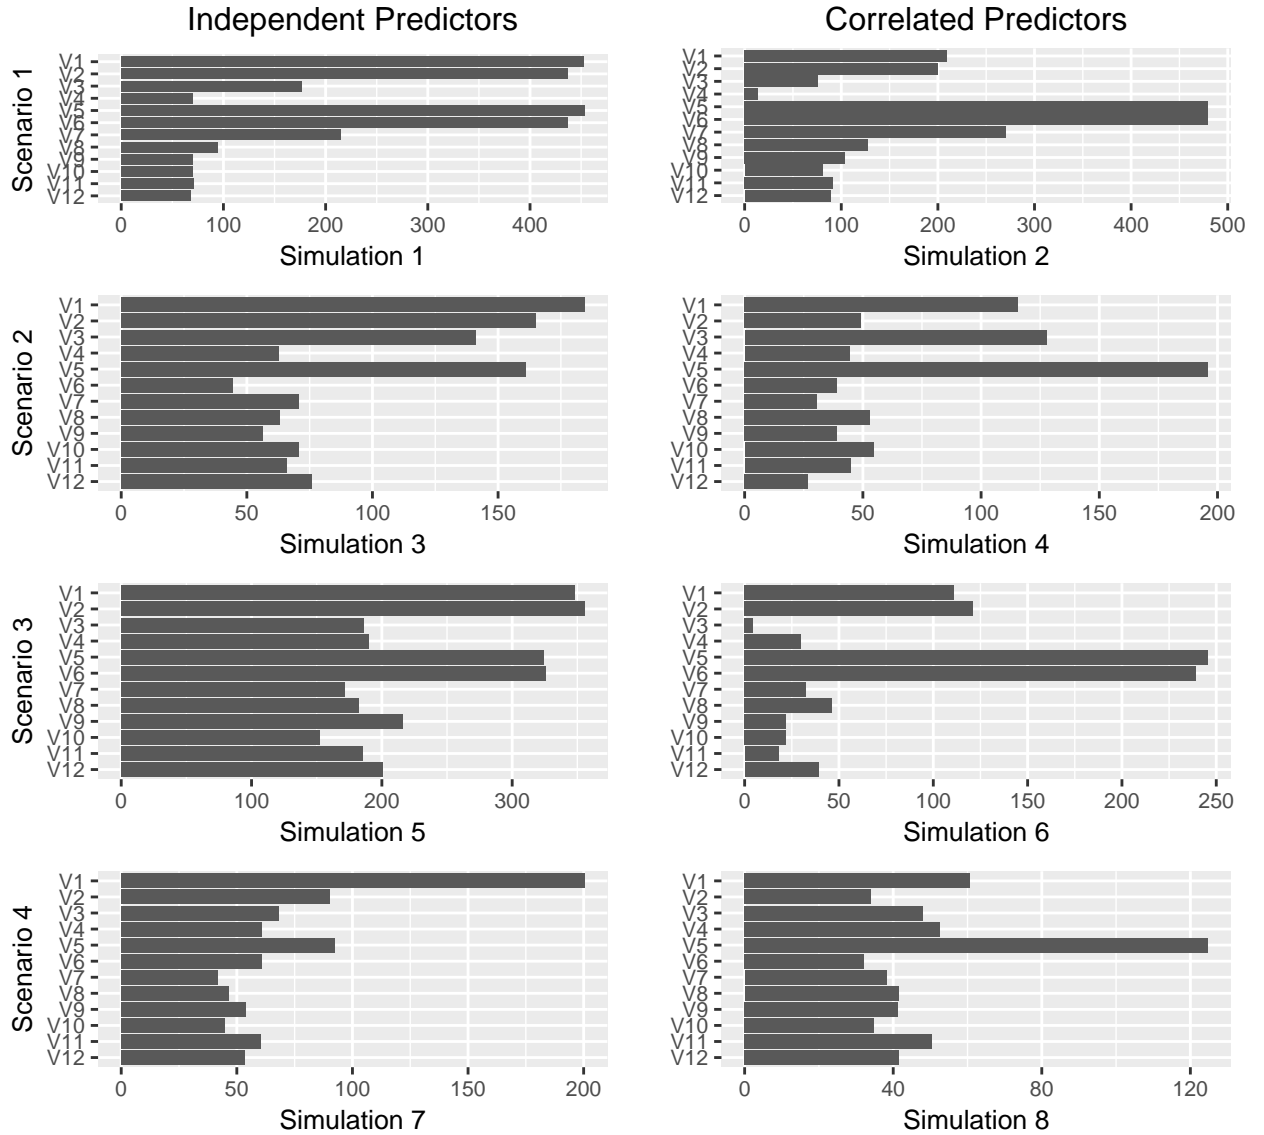 Independent Predictors
Correlated Predictors
Scenario 1
V1
V2
V3
V4
V5
V6
V7
V8
V9
V10
V11
V12
0 100 200 300 400
Simulation 1
V1
V2
V3
V4
V5
V6
V7
V8
V9
V10
V11
V12
0 100 200 300 400 500
Simulation 2
Scenario 2
V1
V2
V3
V4
V5
V6
V7
V8
V9
V10
V11
V12
0 50 100 150
Simulation 3
V1
V2
V3
V4
V5
V6
V7
V8
V9
V10
V11
V12
0 50 100 150 200
Simulation 4
Scenario 3
V1
V2
V3
V4
V5
V6
V7
V8
V9
V10
V11
V12
0 100 200 300
Simulation 5
V1
V2
V3
V4
V5
V6
V7
V8
V9
V10
V11
V12
0 50 100 150 200 250
Simulation 6
Scenario 4
V1
V2
V3
V4
V5
V6
V7
V8
V9
V10
V11
V12
0 50 100 150 200
Simulation 7
V1
V2
V3
V4
V5
V6
V7
V8
V9
V10
V11
V12
0 40 80 120
Simulation 8